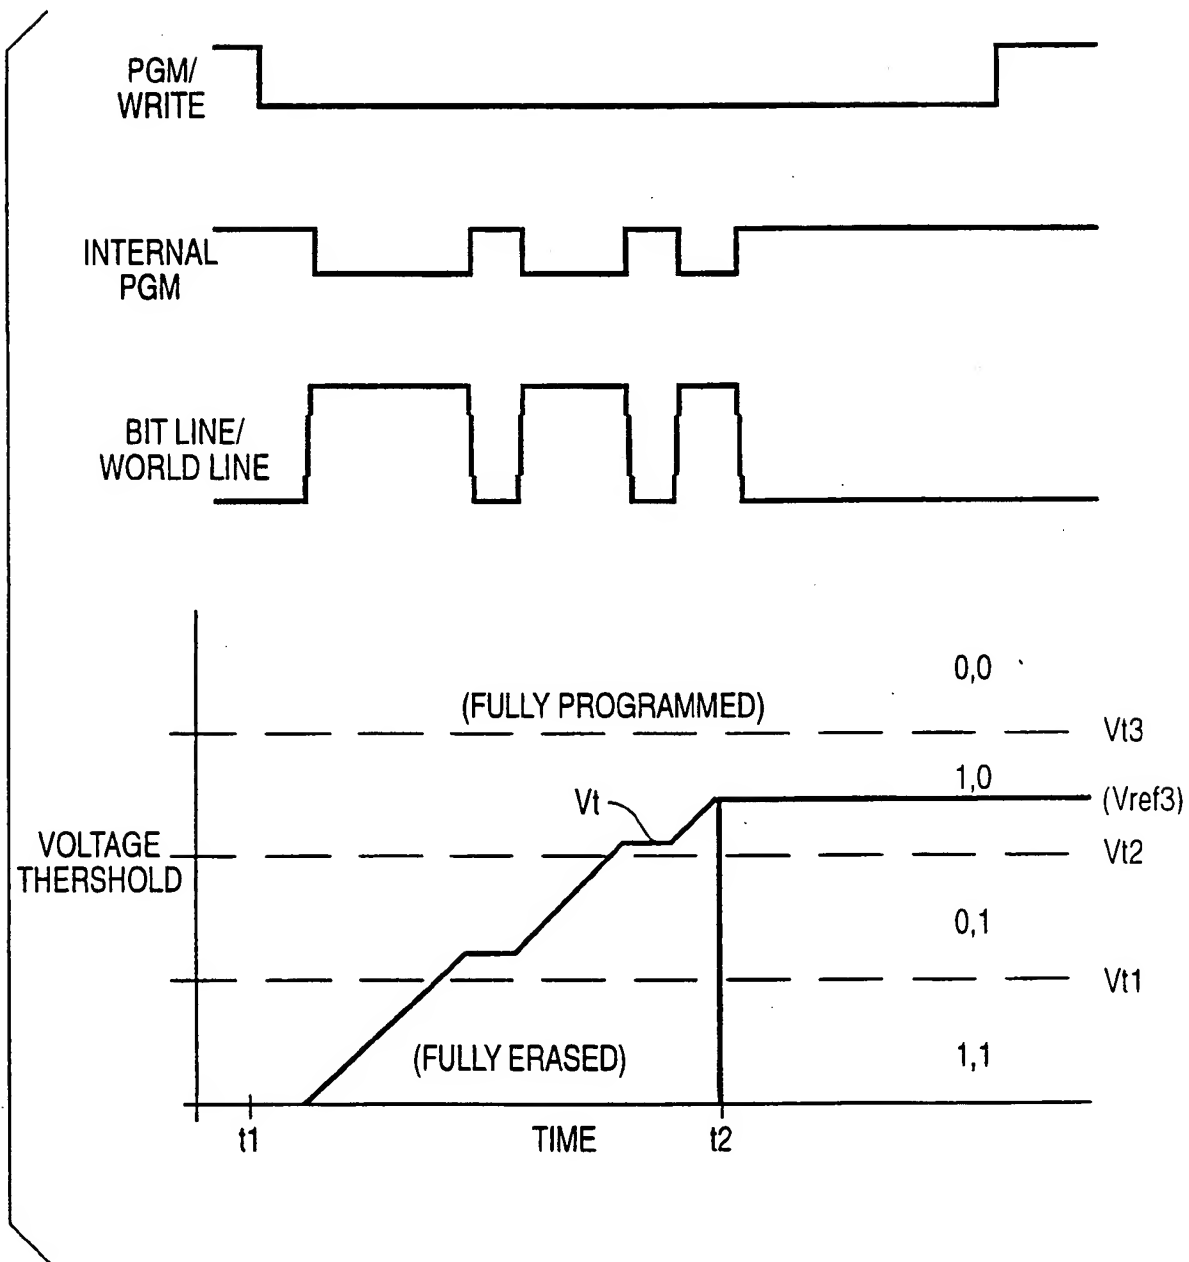 PGM/
WRITE
INTERNAL
PGM
BIT LINE/
WORLD LINE
0,0
(FULLY PROGRAMMED)
Vt3
1,0
Vt
(Vref3)
VOLTAGE
THERSHOLD
Vt2
0,1
Vt1
(FULLY ERASED)
1,1
t1
TIME
t2